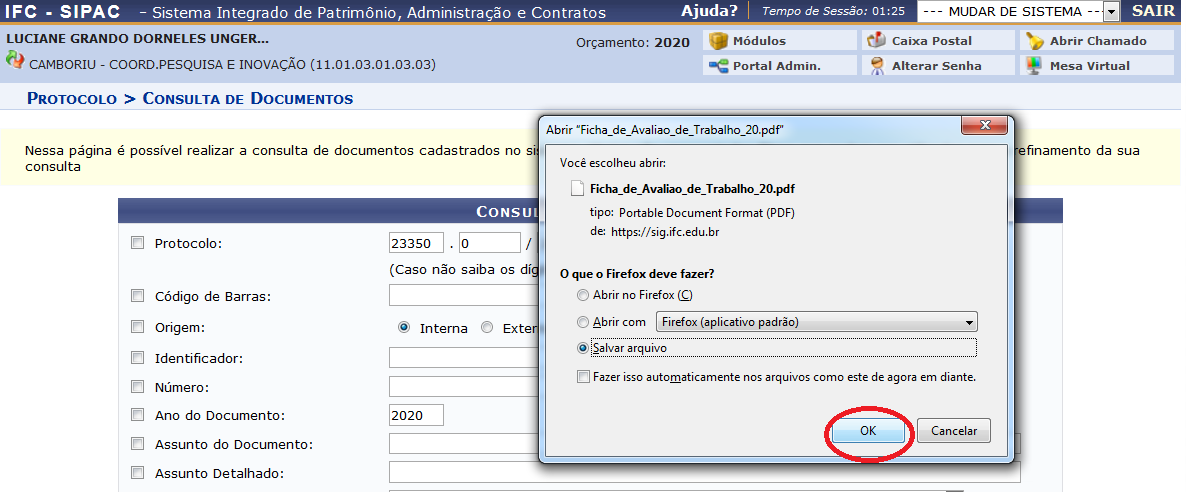 IFC - SIPAC - Sistema Integrado de Patrimônio, Administração e Contratos Ajuda? Tempo de Sessão: 01:25 --- MUDAR DE SISTEMA --- SAIR
LUCIANE GRANDO DORNELES UNGER... Orçamento: 2020 Módulos Caixa Postal Abrir Chamado
CAMBORIU - COORD.PESQUISA E INOVAÇÃO (11.01.03.01.03.03) Portal Admin. Alterar Senha Mesa Virtual
PROTOCOLO > CONSULTA DE DOCUMENTOS
Nessa página é possível realizar a consulta de documentos cadastrados no sis
refinamento da sua
consulta
CONSUL
Protocolo: 23350 . 0 /
(Caso não saiba os díg
Código de Barras:
Origem: Interna Exter
Identificador:
Número:
Ano do Documento: 2020
Assunto do Documento:
Assunto Detalhado:
Abrir "Ficha_de_Avaliao_de_Trabalho_20.pdf"
Você escolheu abrir:
Ficha_de_Avaliao_de_Trabalho_20.pdf
tipo: Portable Document Format (PDF)
de: https://sig.ifc.edu.br
O que o Firefox deve fazer?
Abrir no Firefox (C)
Abrir com Firefox (aplicativo padrão)
Salvar arquivo
Fazer isso automaticamente nos arquivos como este de agora em diante.
OK Cancelar